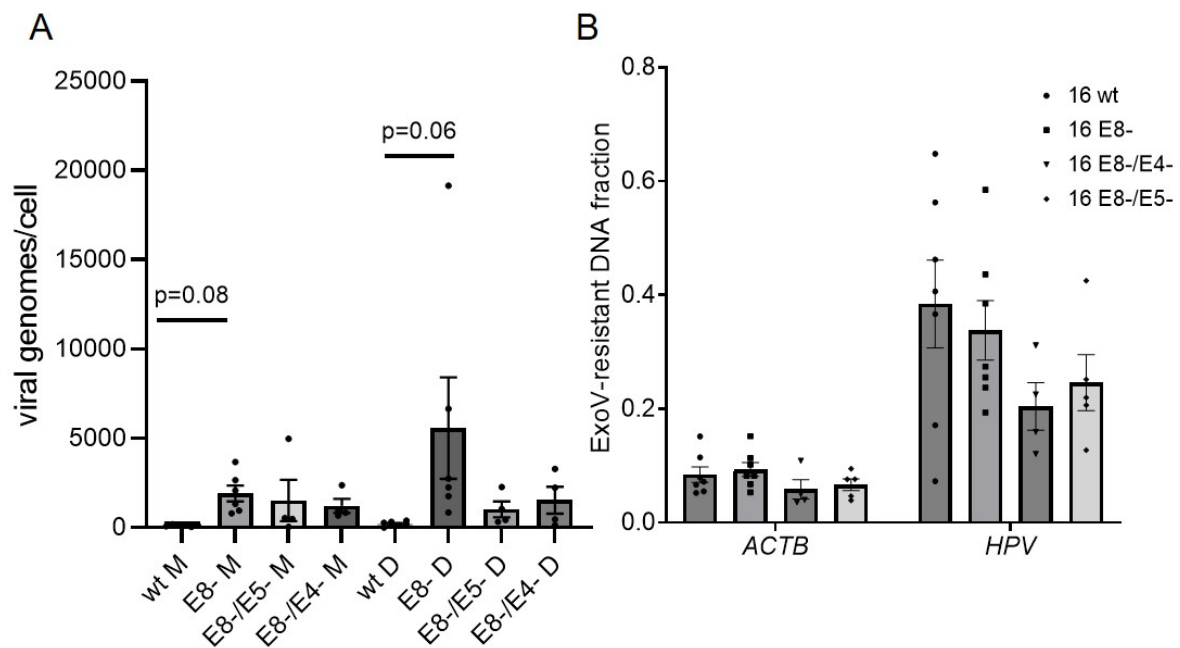 A
viral genomes/cell
25000
20000
15000
10000
5000
0
p=0.08
p=0.06
wt M
E8- M
E8-/E5- M
E8-/E4- M
wt D
E8- D
E8-/E5- D
E8-/E4- D
B
ExoV-resistant DNA fraction
0.8
0.6
0.4
0.2
0.0
16 wt
16 E8-
16 E8-/E4-
16 E8-/E5-
ACTB
HPV